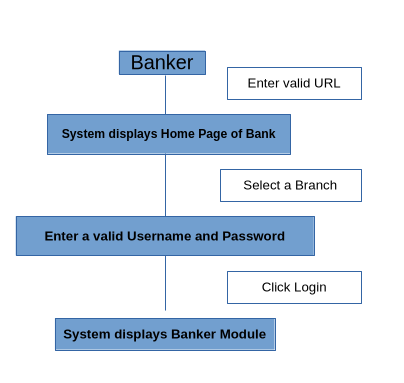 Banker
Enter valid URL
System displays Home Page of Bank
Select a Branch
Enter a valid Username and Password
Click Login
System displays Banker Module